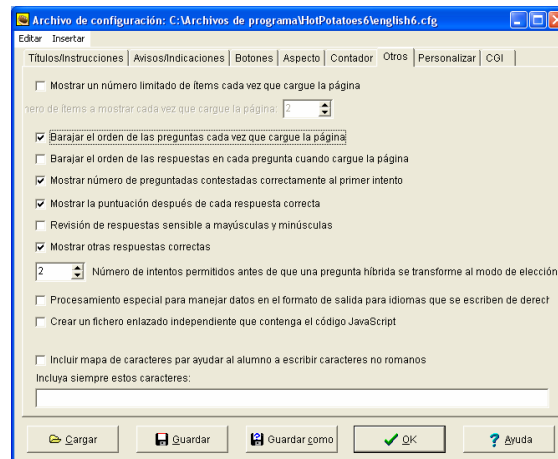 Archivo de configuración: C:\Archivos de programa\HotPotatoes6\english6.cfg
Editar Insertar
Títulos/Instrucciones Avisos/Indicaciones Botones Aspecto Contador Otros Personalizar CGI
Mostrar un número limitado de ítems cada vez que cargue la página
nero de ítems a mostrar cada vez que cargue la página: 2
Barajar el orden de las preguntas cada vez que cargue la página
Barajar el orden de las respuestas en cada pregunta cuando cargue la página
Mostrar número de preguntadas contestadas correctamente al primer intento
Mostrar la puntuación después de cada respuesta correcta
Revisión de respuestas sensible a mayúsculas y minúsculas
Mostrar otras respuestas correctas
2 Número de intentos permitidos antes de que una pregunta híbrida se transforme al modo de elección
Procesamiento especial para manejar datos en el formato de salida para idiomas que se escriben de derect
Crear un fichero enlazado independiente que contenga el código JavaScript
Incluir mapa de caracteres par ayudar al alumno a escribir caracteres no romanos
Incluya siempre estos caracteres:
Cargar Guardar Guardar como OK Ayuda